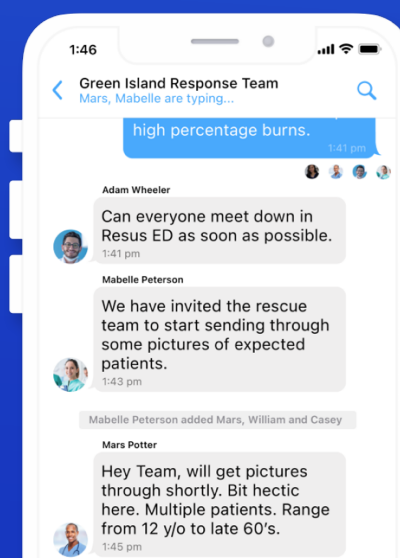 1:46
Green Island Response Team
Mars, Mabelle are typing...
high percentage burns.
1:41 pm
Adam Wheeler
Can everyone meet down in
Resus ED as soon as possible.
1:41 pm
Mabelle Peterson
We have invited the rescue
team to start sending through
some pictures of expected
patients.
1:43 pm
Mabelle Peterson added Mars, William and Casey
Mars Potter
Hey Team, will get pictures
through shortly. Bit hectic
here. Multiple patients. Range
from 12 y/o to late 60's.
1:45 pm